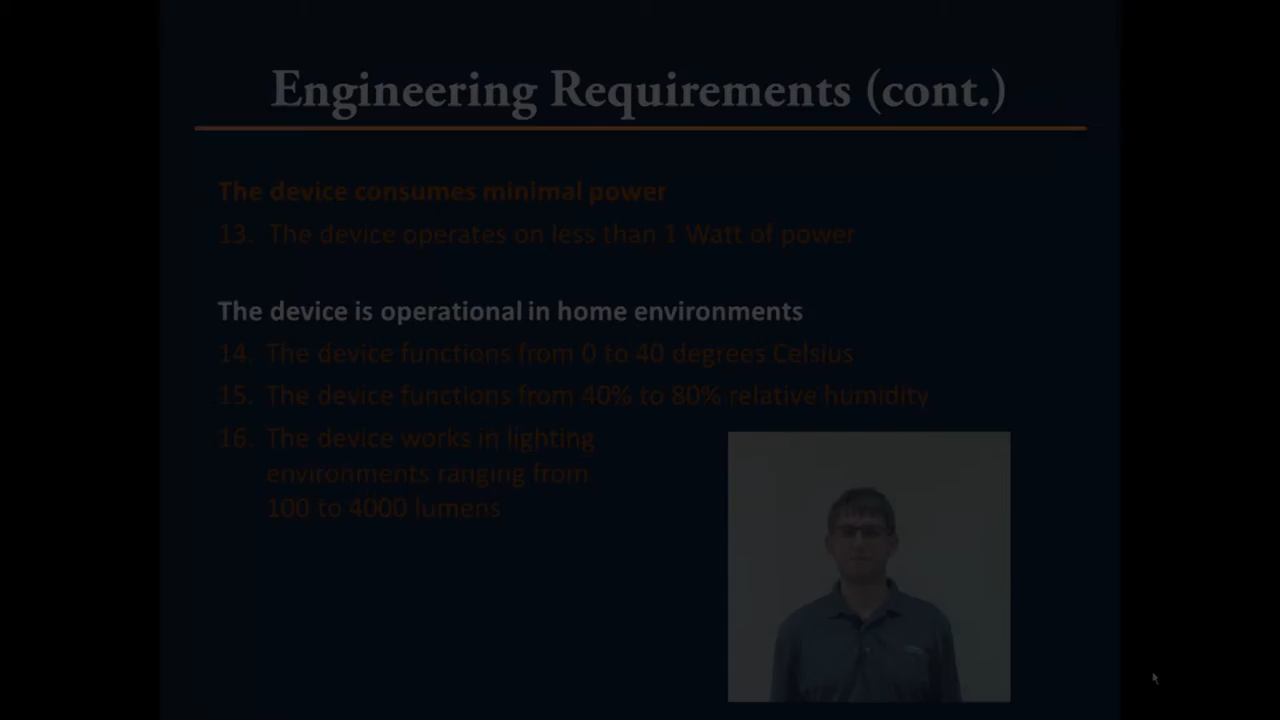 Engineering Requirements (cont.)
The device consumes minimal power
13. The device operates on less than 1 Watt of power
The device is operational in home environments
14. The device functions from 0 to 40 degrees Celsius
15. The device functions from 40% to 80% relative humidity
16. The device works in lighting
environments ranging from
100 to 4000 lumens